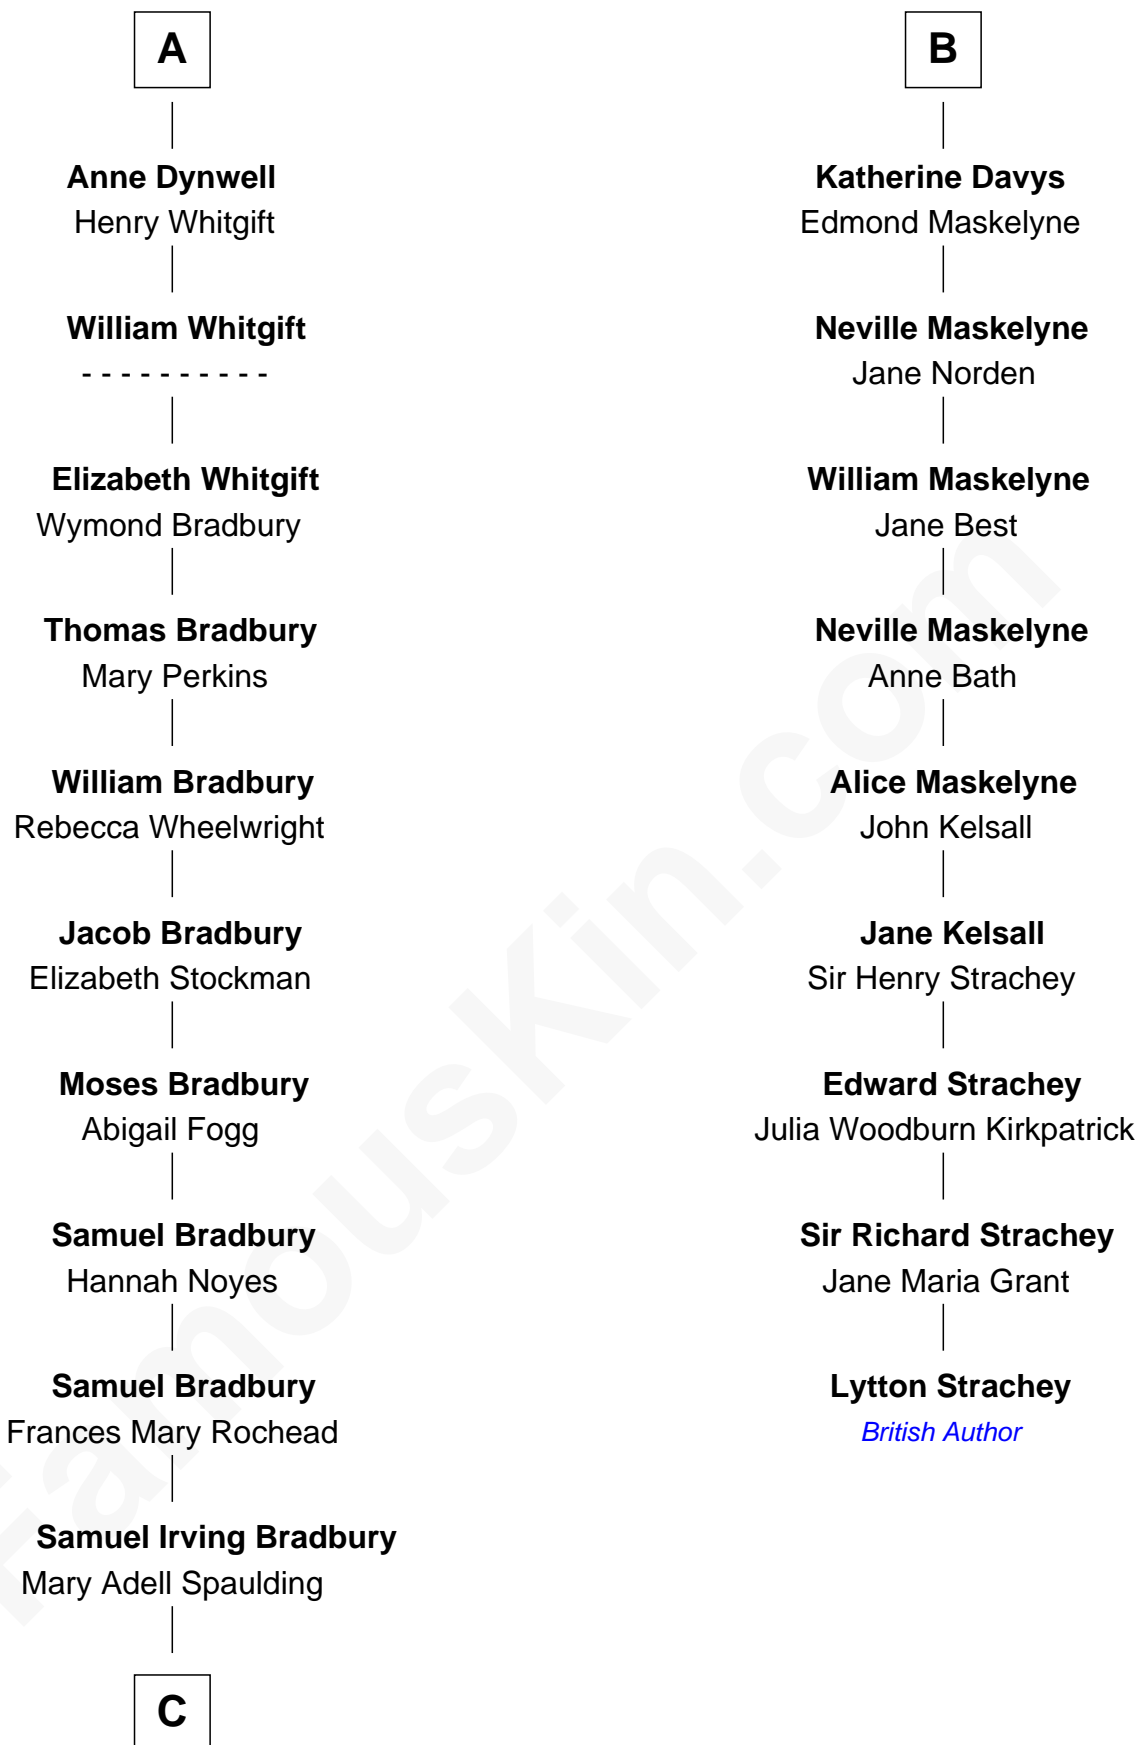 A
Anne Dynwell
Henry Whitgift
William Whitgift
- - - - - - - - - -
Elizabeth Whitgift
Wymond Bradbury
Thomas Bradbury
Mary Perkins
William Bradbury
Rebecca Wheelwright
Jacob Bradbury
Elizabeth Stockman
Moses Bradbury
Abigail Fogg
Samuel Bradbury
Hannah Noyes
Samuel Bradbury
Frances Mary Rochead
Samuel Irving Bradbury
Mary Adell Spaulding
C
B
Katherine Davys
Edmond Maskelyne
Neville Maskelyne
Jane Norden
William Maskelyne
Jane Best
Neville Maskelyne
Anne Bath
Alice Maskelyne
John Kelsall
Jane Kelsall
Sir Henry Strachey
Edward Strachey
Julia Woodburn Kirkpatrick
Sir Richard Strachey
Jane Maria Grant
Lytton Strachey
British Author
FamousKin.com